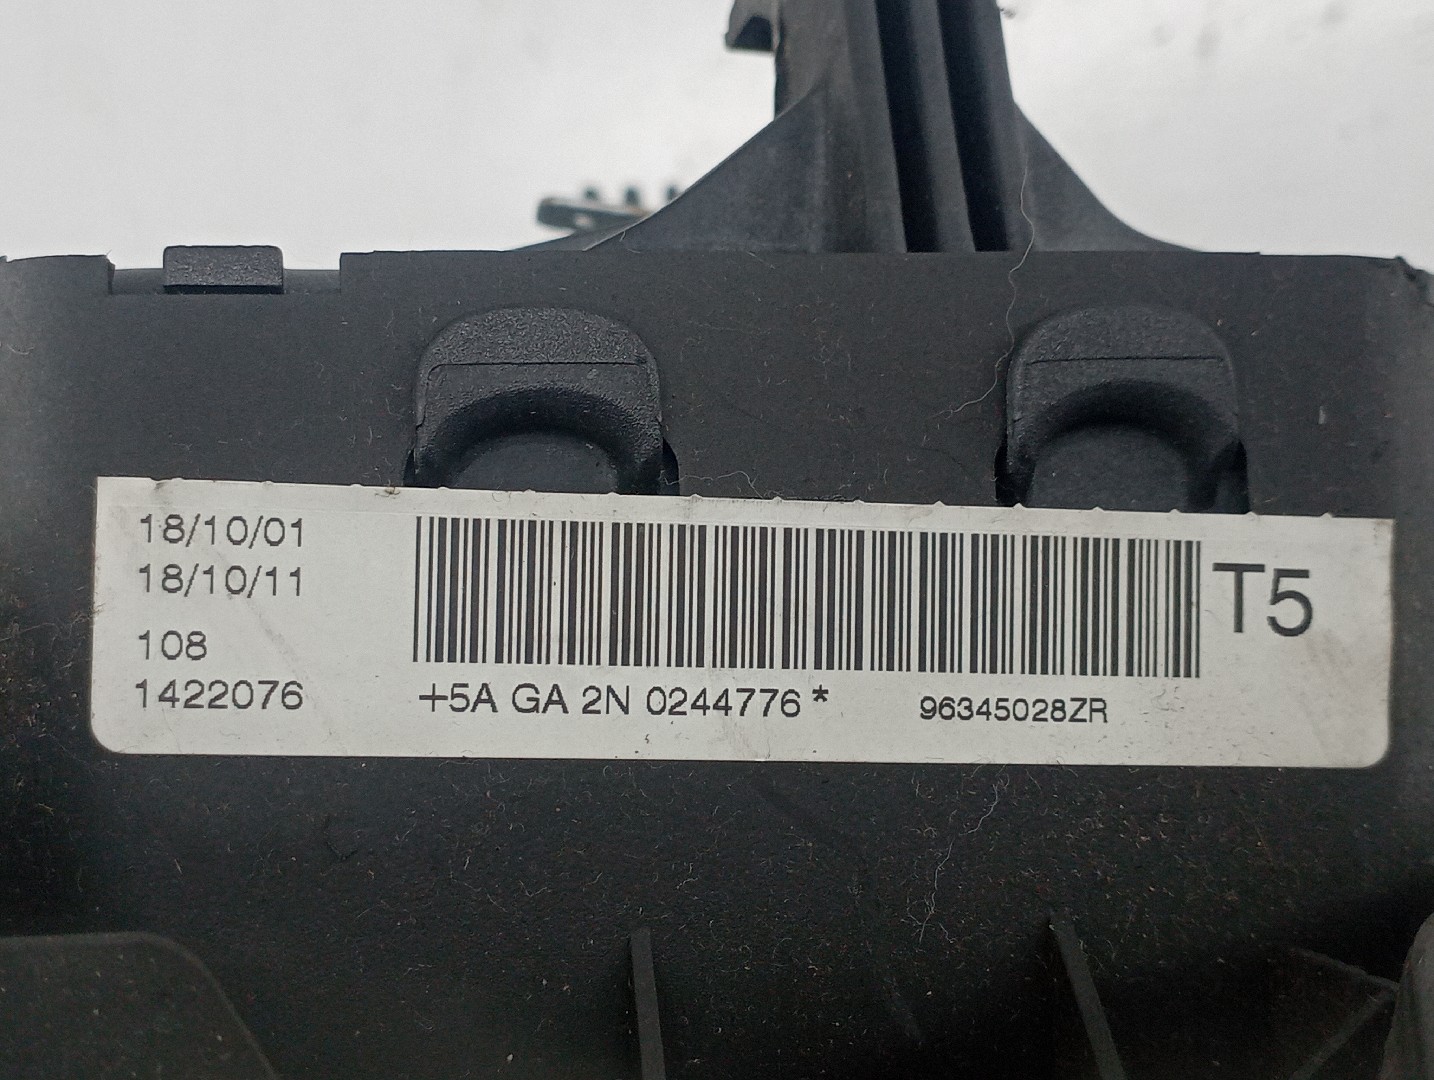 18/10/01
18/10/11
108
1422076
+5A GA 2N 0244776*
96345028ZR
T5